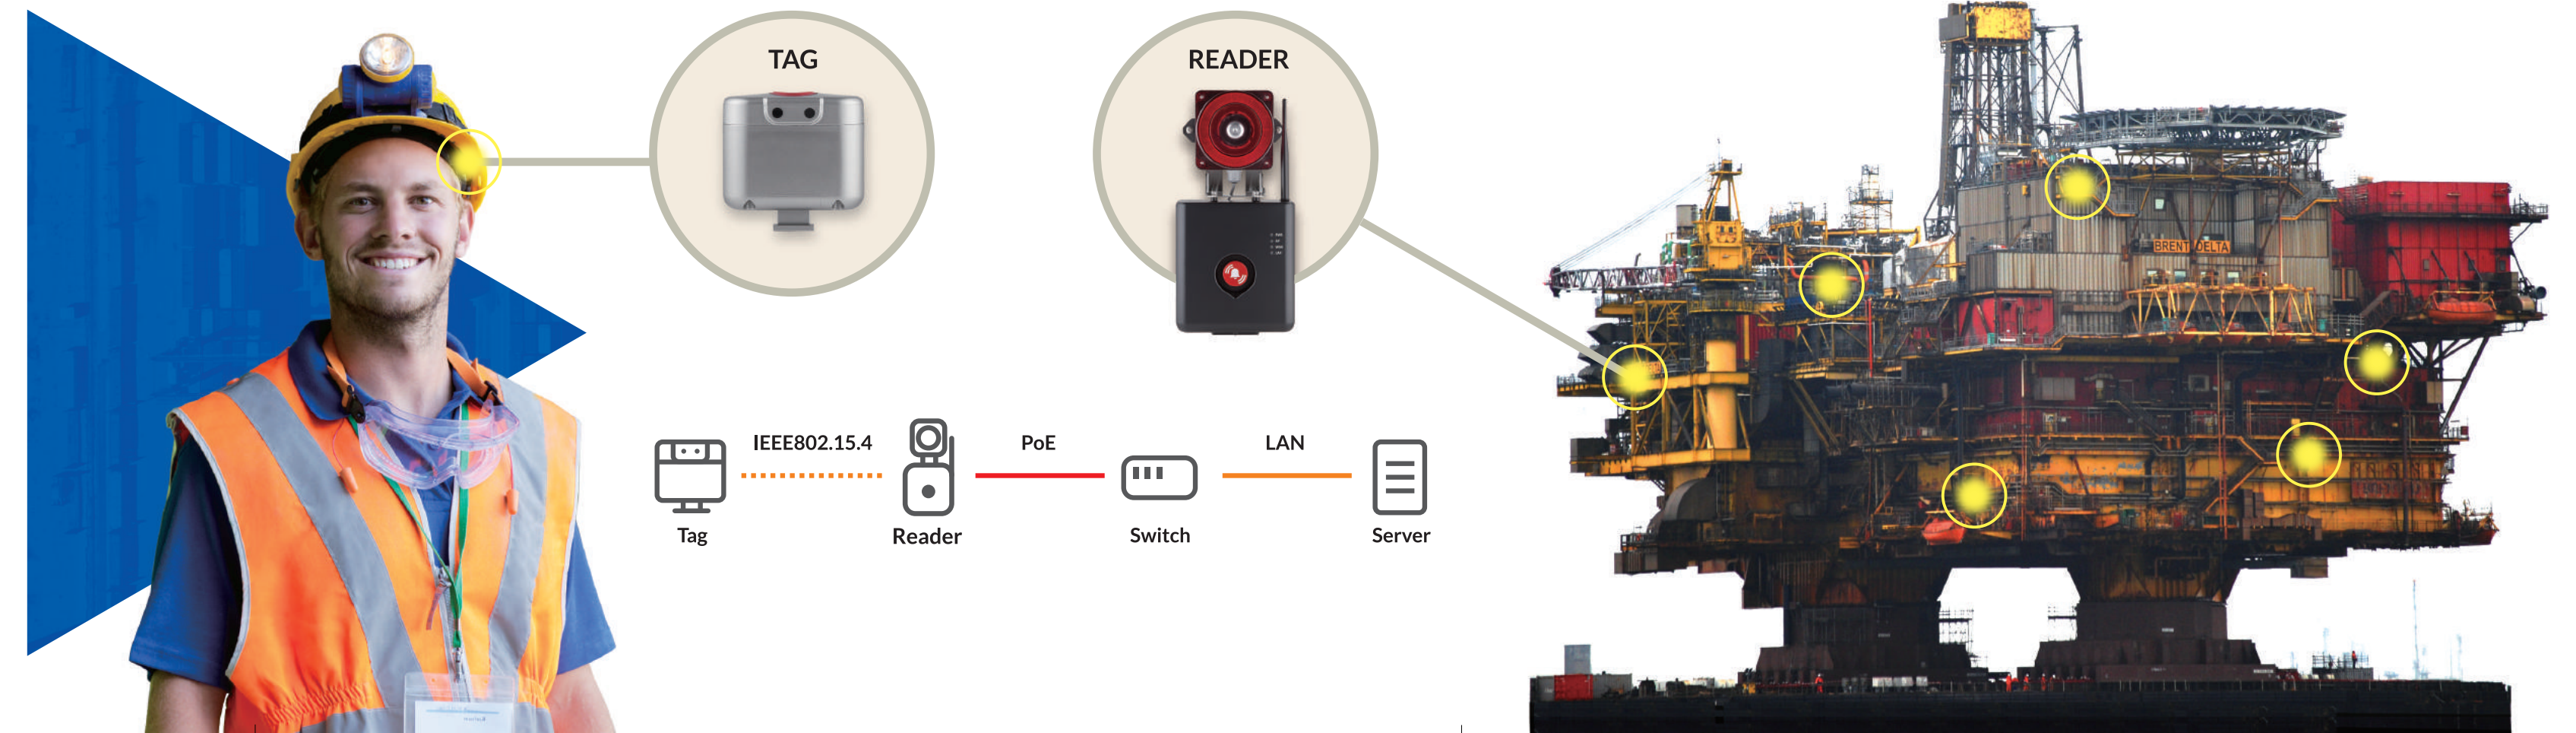 TAG
READER
BRENT DELTA
IEEE802.15.4
PoE
LAN
Tag
Reader
Switch
Server